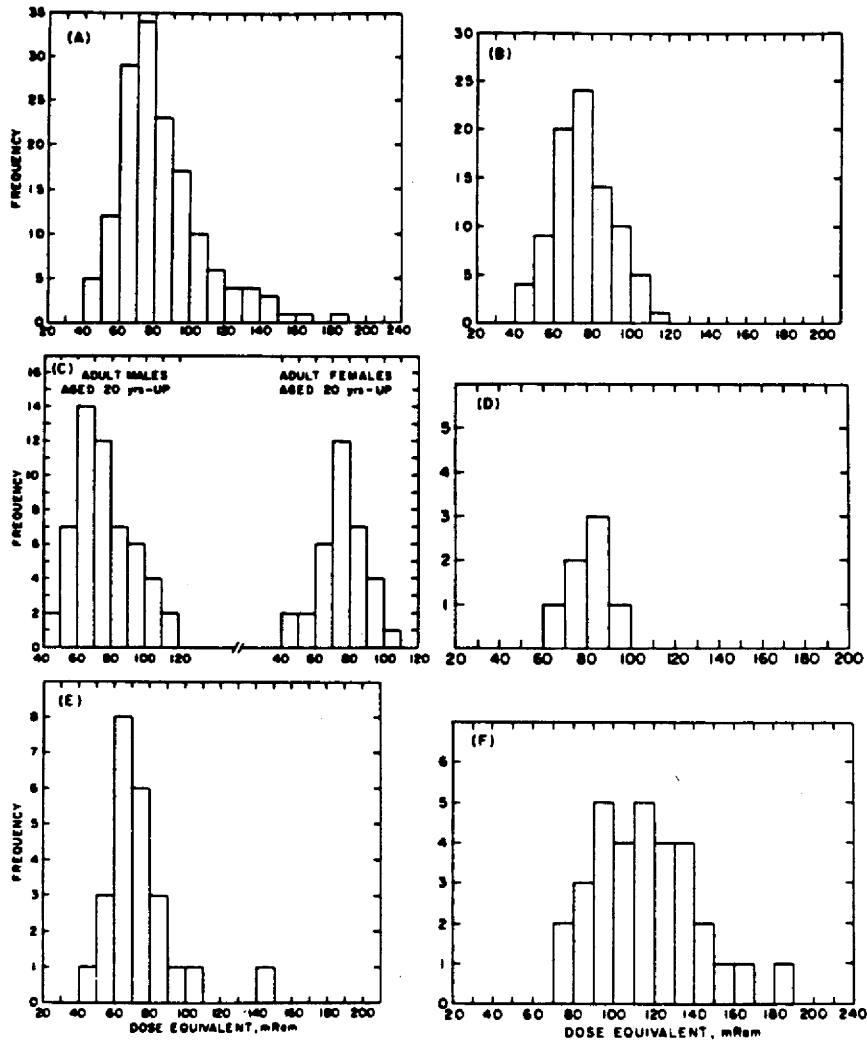 (A)
35
30
25
20
15
10
5
0
FREQUENCY
20 40 60 80 100 120 140 160 180 200 240
(B)
30
25
20
15
10
5
0
20 40 60 80 100 120 140 160 180 200
(C)
ADULT MALES
AGED 20 yrs-UP
ADULT FEMALES
AGED 20 yrs-UP
16
14
12
10
8
6
4
2
0
FREQUENCY
40 60 80 100 120 40 60 80 100 120
(D)
5
4
3
2
1
20 40 60 80 100 120 140 160 180 200
(E)
8
7
6
5
4
3
2
1
0
FREQUENCY
20 40 60 80 100 120 140 160 180 200
DOSE EQUIVALENT, mRem
(F)
6
5
4
3
2
1
0
20 40 60 80 100 120 140 160 180 200 240
DOSE EQUIVALENT, mRem